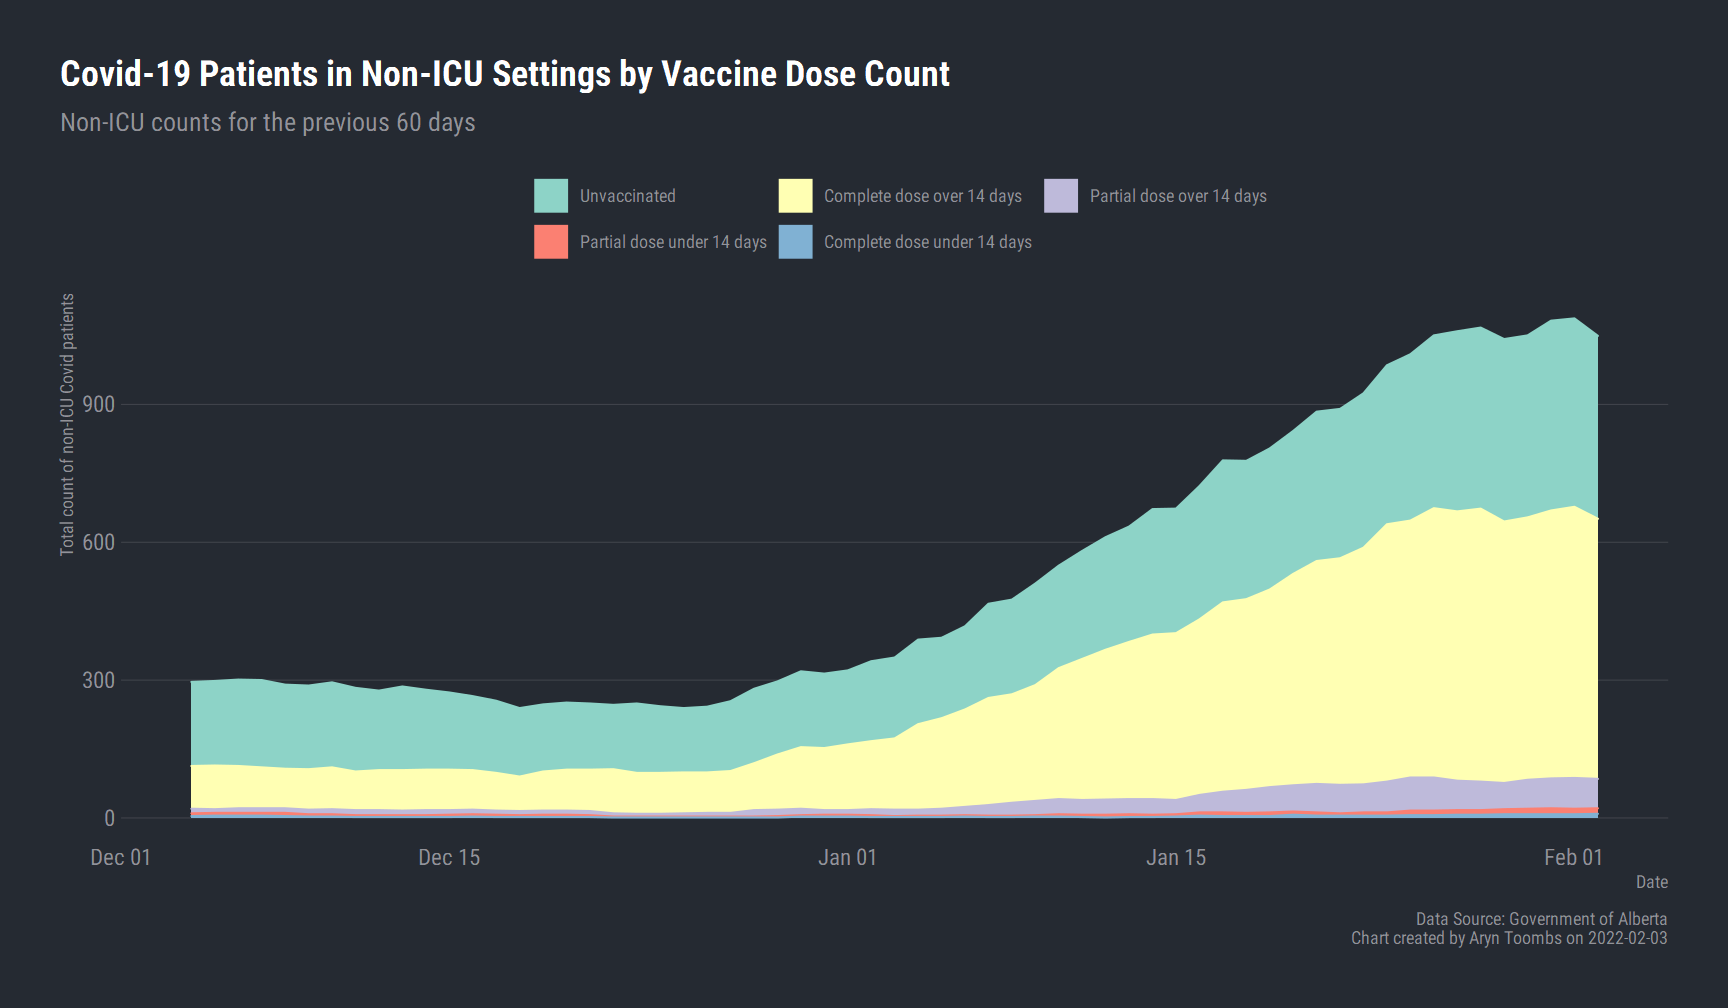 Covid-19 Patients in Non-ICU Settings by Vaccine Dose Count
Non-ICU counts for the previous 60 days
Unvaccinated
Complete dose over 14 days
Partial dose over 14 days
Partial dose under 14 days
Complete dose under 14 days
Total count of non-ICU Covid patients
900
600
300
0
Dec 01
Dec 15
Jan 01
Jan 15
Feb 01
Date
Data Source: Government of Alberta
Chart created by Aryn Toombs on 2022-02-03